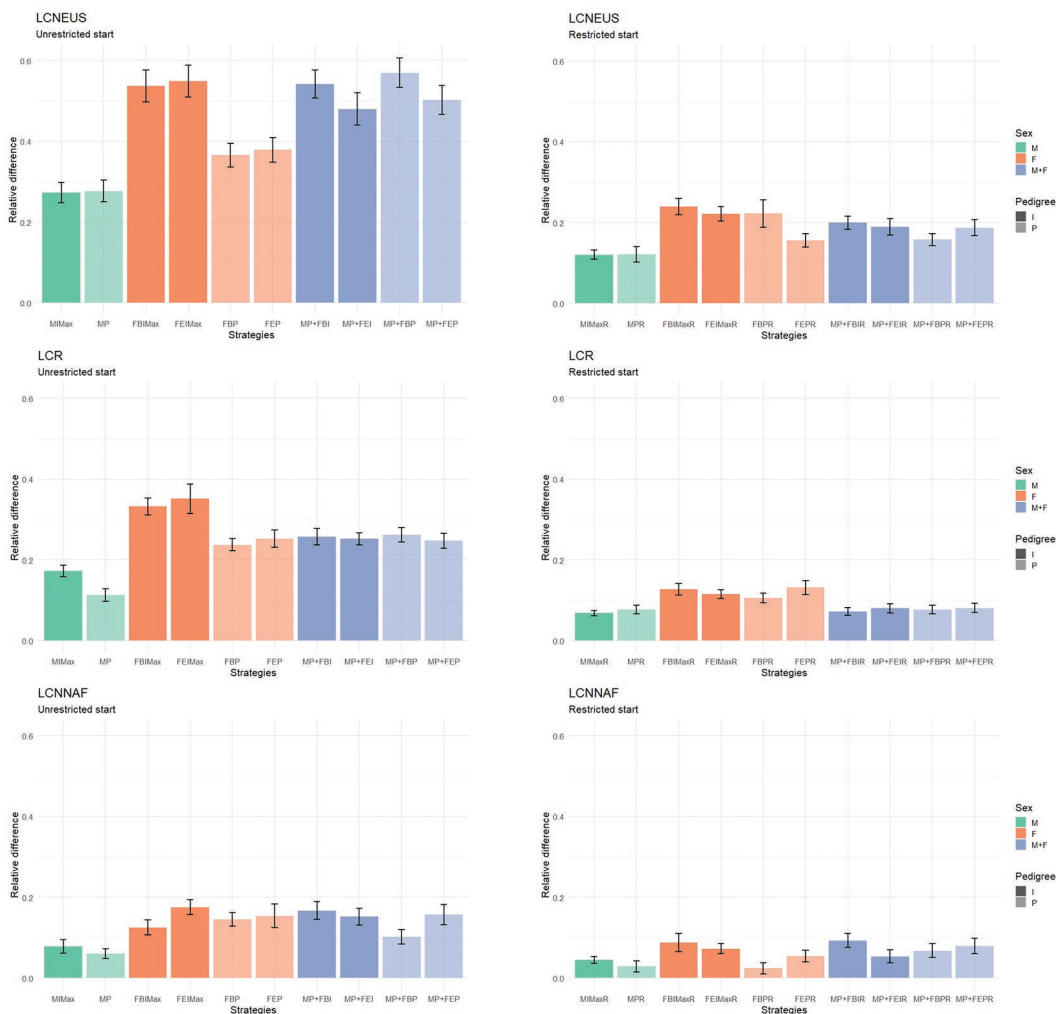 LCNEUS
Unrestricted start
Relative difference
0.6
0.4
0.2
0.0
MIMax MP FBIMax FEIMax FBP FEP MP+FBI MP+FEI MP+FBP MP+FEP
Strategies
LCNEUS
Restricted start
Relative difference
0.6
0.4
0.2
0.0
MIMaxR MPR FBIMaxR FEIMaxR FBPR FEPR MP+FBIR MP+FEIR MP+FBPR MP+FEPR
Strategies
Sex
M
F
M+F
Pedigree
I
P
LCR
Unrestricted start
Relative difference
0.6
0.4
0.2
0.0
MIMax MP FBIMax FEIMax FBP FEP MP+FBI MP+FEI MP+FBP MP+FEP
Strategies
LCR
Restricted start
Relative difference
0.6
0.4
0.2
0.0
MIMaxR MPR FBIMaxR FEIMaxR FBPR FEPR MP+FBIR MP+FEIR MP+FBPR MP+FEPR
Strategies
Sex
M
F
M+F
Pedigree
I
P
LCNNAF
Unrestricted start
Relative difference
0.6
0.4
0.2
0.0
MIMax MP FBIMax FEIMax FBP FEP MP+FBI MP+FEI MP+FBP MP+FEP
Strategies
LCNNAF
Restricted start
Relative difference
0.6
0.4
0.2
0.0
MIMaxR MPR FBIMaxR FEIMaxR FBPR FEPR MP+FBIR MP+FEIR MP+FBPR MP+FEPR
Strategies
Sex
M
F
M+F
Pedigree
I
P